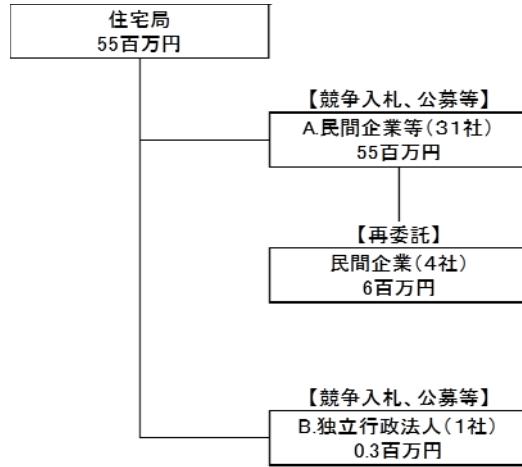 住宅局
55百万円
【競争入札、公募等】
A.民間企業等(31社)
55百万円
【再委託】
民間企業(4社)
6百万円
【競争入札、公募等】
B.独立行政法人(1社)
0.3百万円